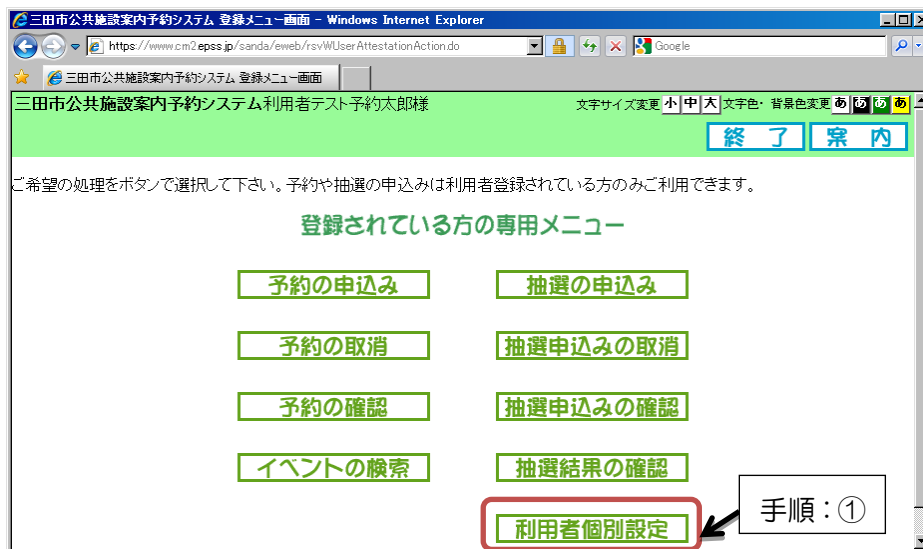 三田市公共施設案内予約システム 登録メニュー画面 - Windows Internet Explorer
https://www.cm2.epss.jp/sanda/eweb/rsvWUserAttestationAction.do
Google
三田市公共施設案内予約システム 登録メニュー画面
三田市公共施設案内予約システム利用者テスト予約太郎様 文字サイズ変更 小 中 大 文字色・ 背景色変更 あ あ あ あ
終 了 案 内
ご希望の処理をボタンで選択して下さい。予約や抽選の申込みは利用者登録されている方のみご利用できます。
登録されている方の専用メニュー
予約の申込み 抽選の申込み
予約の取消 抽選申込みの取消
予約の確認 抽選申込みの確認
イベントの検索 抽選結果の確認
手順：①
利用者個別設定